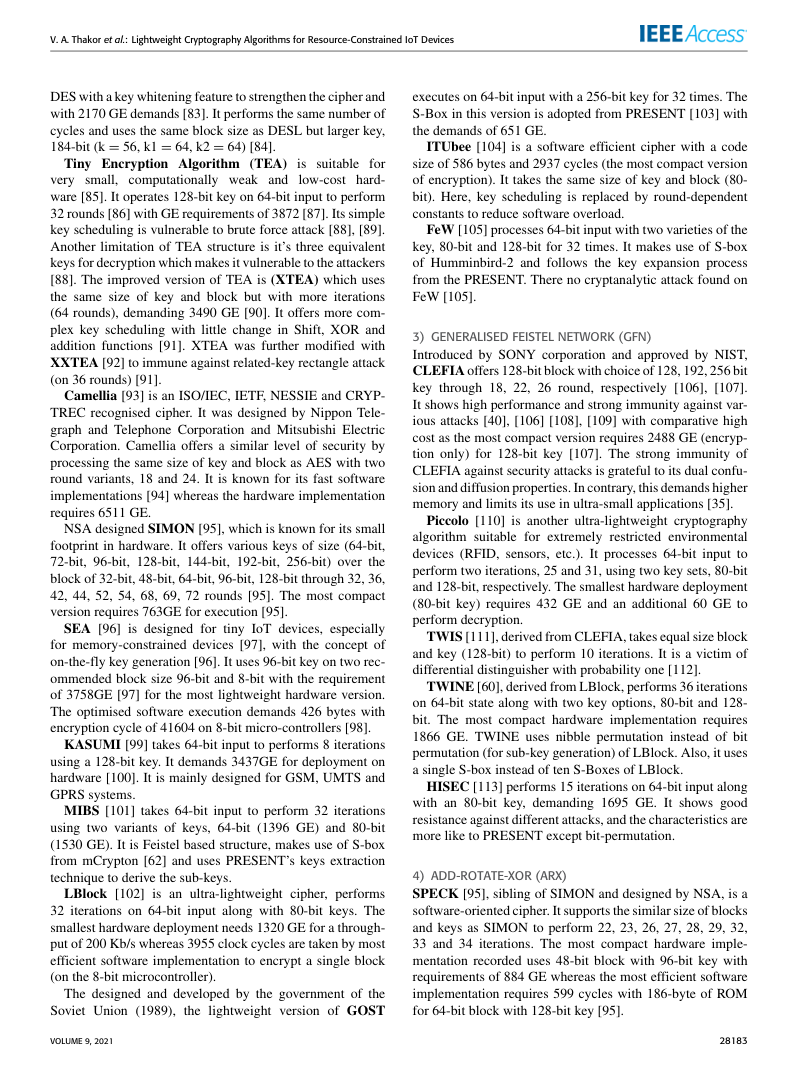 V. A. Thakor et al.: Lightweight Cryptography Algorithms for Resource-Constrained IoT Devices
IEEE Access
DES with a key whitening feature to strengthen the cipher and
with 2170 GE demands [83]. It performs the same number of
cycles and uses the same block size as DESL but larger key,
184-bit (k = 56, k1 = 64, k2 = 64) [84].
Tiny Encryption Algorithm (TEA) is suitable for
very small, computationally weak and low-cost hard-
ware [85]. It operates 128-bit key on 64-bit input to perform
32 rounds [86] with GE requirements of 3872 [87]. Its simple
key scheduling is vulnerable to brute force attack [88], [89].
Another limitation of TEA structure is it's three equivalent
keys for decryption which makes it vulnerable to the attackers
[88]. The improved version of TEA is (XTEA) which uses
the same size of key and block but with more iterations
(64 rounds), demanding 3490 GE [90]. It offers more com-
plex key scheduling with little change in Shift, XOR and
addition functions [91]. XTEA was further modified with
XXTEA [92] to immune against related-key rectangle attack
(on 36 rounds) [91].
Camellia [93] is an ISO/IEC, IETF, NESSIE and CRYP-
TREC recognised cipher. It was designed by Nippon Tele-
graph and Telephone Corporation and Mitsubishi Electric
Corporation. Camellia offers a similar level of security by
processing the same size of key and block as AES with two
round variants, 18 and 24. It is known for its fast software
implementations [94] whereas the hardware implementation
requires 6511 GE.
NSA designed SIMON [95], which is known for its small
footprint in hardware. It offers various keys of size (64-bit,
72-bit, 96-bit, 128-bit, 144-bit, 192-bit, 256-bit) over the
block of 32-bit, 48-bit, 64-bit, 96-bit, 128-bit through 32, 36,
42, 44, 52, 54, 68, 69, 72 rounds [95]. The most compact
version requires 763GE for execution [95].
SEA [96] is designed for tiny IoT devices, especially
for memory-constrained devices [97], with the concept of
on-the-fly key generation [96]. It uses 96-bit key on two rec-
ommended block size 96-bit and 8-bit with the requirement
of 3758GE [97] for the most lightweight hardware version.
The optimised software execution demands 426 bytes with
encryption cycle of 41604 on 8-bit micro-controllers [98].
KASUMI [99] takes 64-bit input to performs 8 iterations
using a 128-bit key. It demands 3437GE for deployment on
hardware [100]. It is mainly designed for GSM, UMTS and
GPRS systems.
MIBS [101] takes 64-bit input to perform 32 iterations
using two variants of keys, 64-bit (1396 GE) and 80-bit
(1530 GE). It is Feistel based structure, makes use of S-box
from mCrypton [62] and uses PRESENT's keys extraction
technique to derive the sub-keys.
LBlock [102] is an ultra-lightweight cipher, performs
32 iterations on 64-bit input along with 80-bit keys. The
smallest hardware deployment needs 1320 GE for a through-
put of 200 Kb/s whereas 3955 clock cycles are taken by most
efficient software implementation to encrypt a single block
(on the 8-bit microcontroller).
The designed and developed by the government of the
Soviet Union (1989), the lightweight version of GOST
executes on 64-bit input with a 256-bit key for 32 times. The
S-Box in this version is adopted from PRESENT [103] with
the demands of 651 GE.
ITUbee [104] is a software efficient cipher with a code
size of 586 bytes and 2937 cycles (the most compact version
of encryption). It takes the same size of key and block (80-
bit). Here, key scheduling is replaced by round-dependent
constants to reduce software overload.
FeW [105] processes 64-bit input with two varieties of the
key, 80-bit and 128-bit for 32 times. It makes use of S-box
of Humminbird-2 and follows the key expansion process
from the PRESENT. There no cryptanalytic attack found on
FeW [105].
3) GENERALISED FEISTEL NETWORK (GFN)
Introduced by SONY corporation and approved by NIST,
CLEFIA offers 128-bit block with choice of 128, 192, 256 bit
key through 18, 22, 26 round, respectively [106], [107].
It shows high performance and strong immunity against var-
ious attacks [40], [106] [108], [109] with comparative high
cost as the most compact version requires 2488 GE (encryp-
tion only) for 128-bit key [107]. The strong immunity of
CLEFIA against security attacks is grateful to its dual confu-
sion and diffusion properties. In contrary, this demands higher
memory and limits its use in ultra-small applications [35].
Piccolo [110] is another ultra-lightweight cryptography
algorithm suitable for extremely restricted environmental
devices (RFID, sensors, etc.). It processes 64-bit input to
perform two iterations, 25 and 31, using two key sets, 80-bit
and 128-bit, respectively. The smallest hardware deployment
(80-bit key) requires 432 GE and an additional 60 GE to
perform decryption.
TWIS [111], derived from CLEFIA, takes equal size block
and key (128-bit) to perform 10 iterations. It is a victim of
differential distinguisher with probability one [112].
TWINE [60], derived from LBlock, performs 36 iterations
on 64-bit state along with two key options, 80-bit and 128-
bit. The most compact hardware implementation requires
1866 GE. TWINE uses nibble permutation instead of bit
permutation (for sub-key generation) of LBlock. Also, it uses
a single S-box instead of ten S-Boxes of LBlock.
HISEC [113] performs 15 iterations on 64-bit input along
with an 80-bit key, demanding 1695 GE. It shows good
resistance against different attacks, and the characteristics are
more like to PRESENT except bit-permutation.
4) ADD-ROTATE-XOR (ARX)
SPECK [95], sibling of SIMON and designed by NSA, is a
software-oriented cipher. It supports the similar size of blocks
and keys as SIMON to perform 22, 23, 26, 27, 28, 29, 32,
33 and 34 iterations. The most compact hardware imple-
mentation recorded uses 48-bit block with 96-bit key with
requirements of 884 GE whereas the most efficient software
implementation requires 599 cycles with 186-byte of ROM
for 64-bit block with 128-bit key [95].
VOLUME 9, 2021
28183